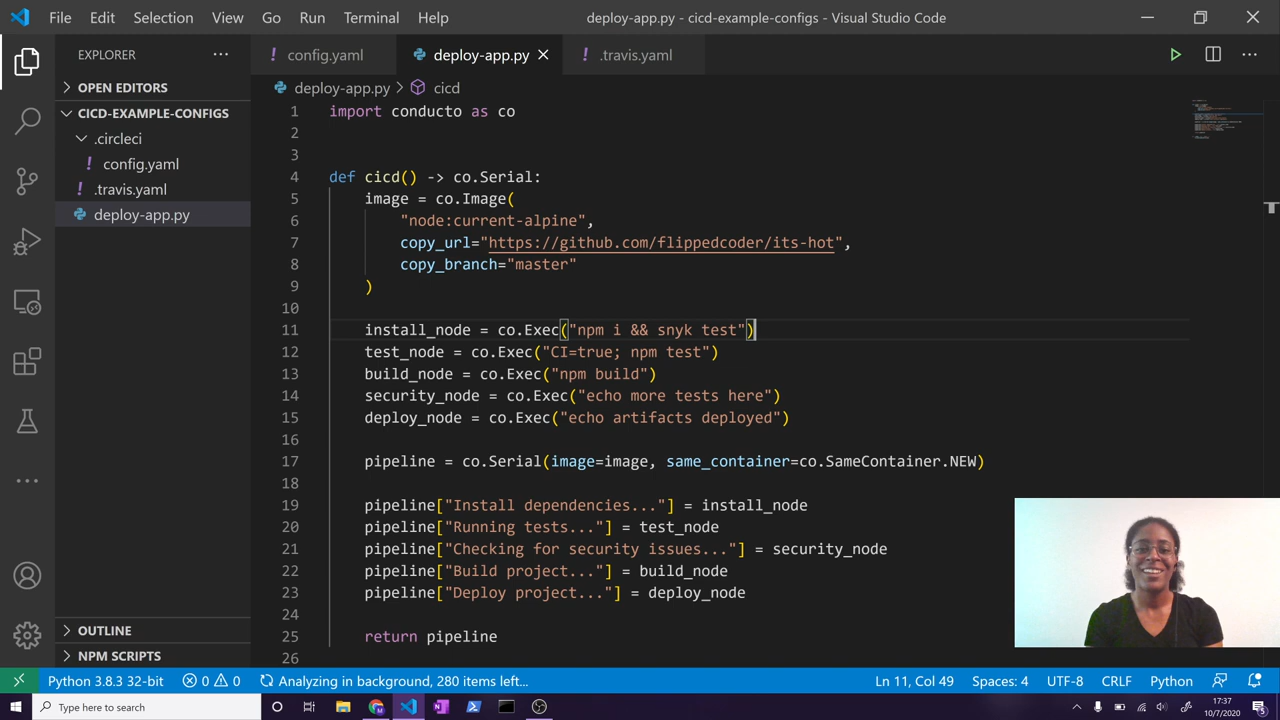 File Edit Selection View Go Run Terminal Help
deploy-app.py - cicd-example-configs - Visual Studio Code
EXPLORER
OPEN EDITORS
CICD-EXAMPLE-CONFIGS
.circleci
! config.yaml
! .travis.yaml
deploy-app.py
OUTLINE
NPM SCRIPTS
! config.yaml
deploy-app.py
! .travis.yaml
deploy-app.py > cicd
1 import conducto as co
2
3
4 def cicd() -> co.Serial:
5 image = co.Image(
6 "node:current-alpine",
7 copy_url="https://github.com/flippedcoder/its-hot",
8 copy_branch="master"
9 )
10
11 install_node = co.Exec("npm i && snyk test")
12 test_node = co.Exec("CI=true; npm test")
13 build_node = co.Exec("npm build")
14 security_node = co.Exec("echo more tests here")
15 deploy_node = co.Exec("echo artifacts deployed")
16
17 pipeline = co.Serial(image=image, same_container=co.SameContainer.NEW)
18
19 pipeline["Install dependencies..."] = install_node
20 pipeline["Running tests..."] = test_node
21 pipeline["Checking for security issues..."] = security_node
22 pipeline["Build project..."] = build_node
23 pipeline["Deploy project..."] = deploy_node
24
25 return pipeline
26
Python 3.8.3 32-bit 0 0 Analyzing in background, 280 items left... Ln 11, Col 49 Spaces: 4 UTF-8 CRLF Python
Type here to search
17:37
10/7/2020
5